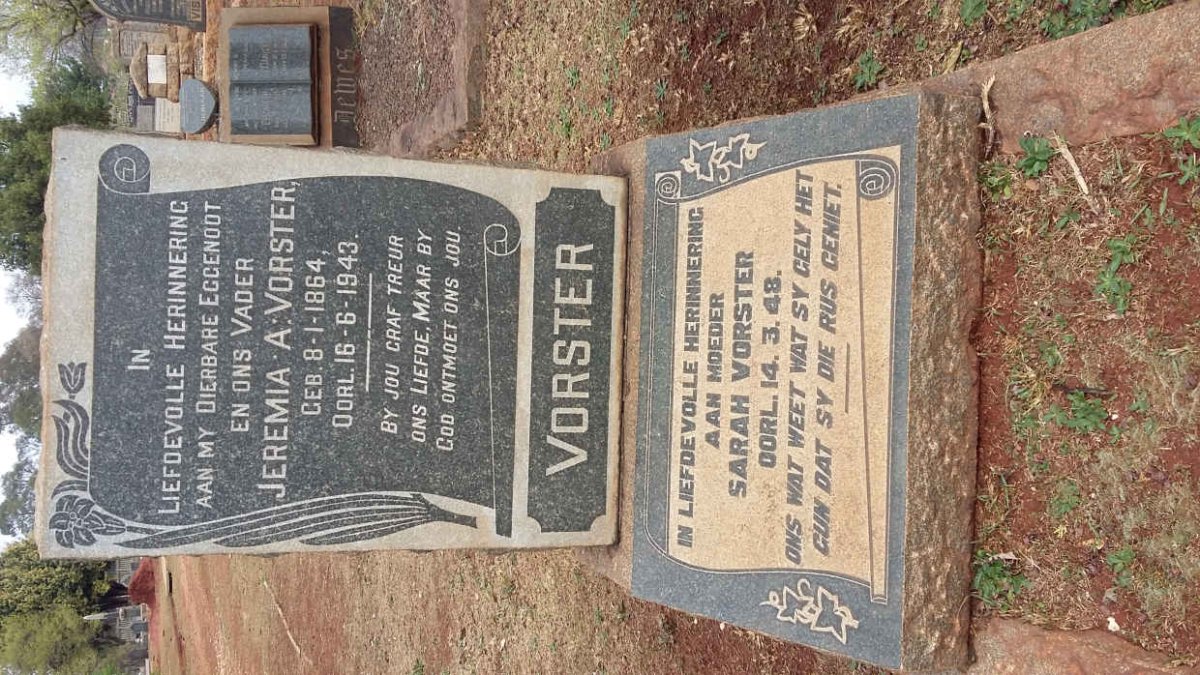 IN
LIEFDEVOLLE HERINNERING
AAN MY DIERBARE EGGENOOT
EN ONS VADER
JEREMIA·A·VORSTER,
GEB. 8-1-1864,
OORL. 16-6-1943.
BY JOU GRAF TREUR
ONS LIEFDE, MAAR BY
GOD ONTMOET ONS JOU.
VORSTER
IN LIEFDEVOLLE HERINNERING
AAN MOEDER
SARAH VORSTER
OORL. 14. 3. 48.
ONS WAT WEET WAT SY GELY HET
GUN DAT SY DIE RUS GENIET.